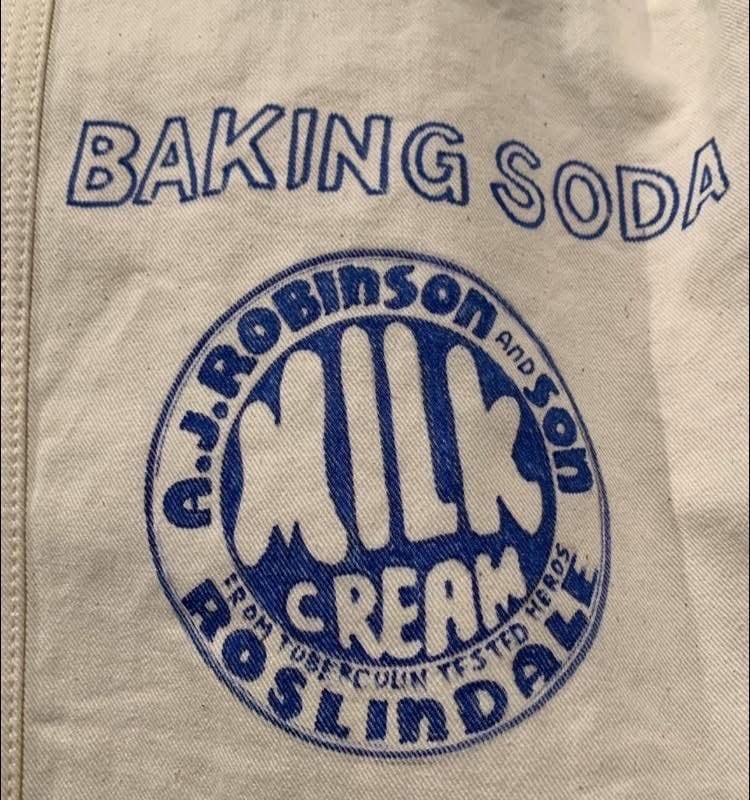 BAKING SODA
A.J. ROBINSON AND SON
MILK
CREAM
FROM TUBERCULIN TESTED HERDS
ROSLINDALE